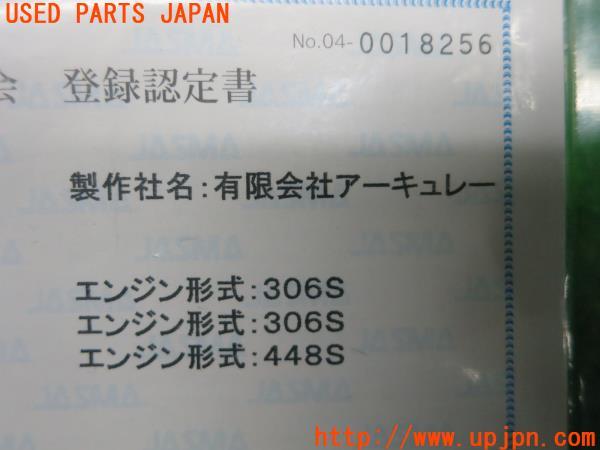 USED PARTS JAPAN
No.04-0018256
会 登録認定書
製作社名:有限会社アーキュレー
エンジン形式:306S
エンジン形式:306S
エンジン形式:448S
http://www.upjpn.com/